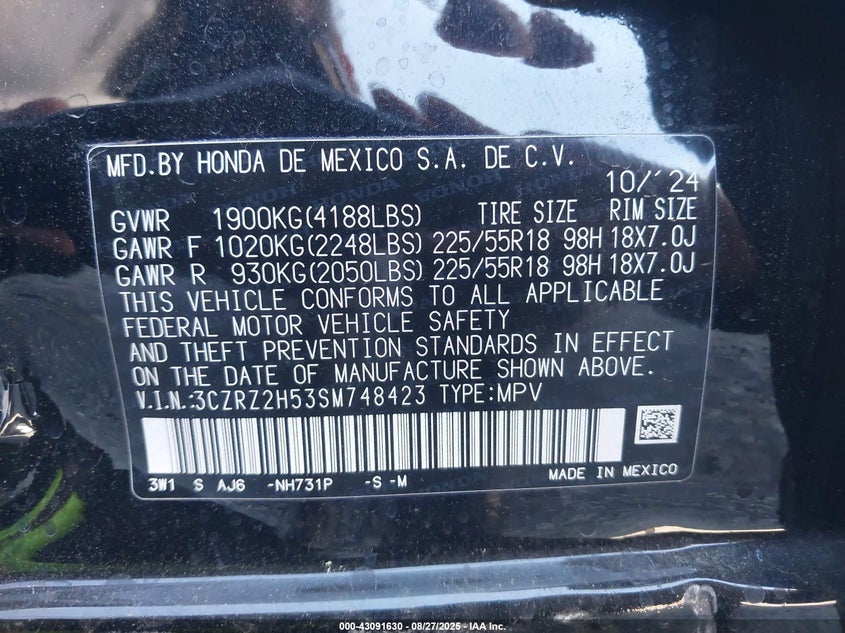 MFD.BY HONDA DE MEXICO S.A. DE C.V.
10/'24
GVWR 1900KG(4188LBS) TIRE SIZE RIM SIZE
GAWR F 1020KG(2248LBS) 225/55R18 98H 18X7.0J
GAWR R 930KG(2050LBS) 225/55R18 98H 18X7.0J
THIS VEHICLE CONFORMS TO ALL APPLICABLE
FEDERAL MOTOR VEHICLE SAFETY
AND THEFT PREVENTION STANDARDS IN EFFECT
ON THE DATE OF MANUFACTURE SHOWN ABOVE.
V.I.N.:3CZRZ2H53SM748423 TYPE:MPV
3W1 S AJ6 -NH731P -S -M MADE IN MEXICO
000-43091630 - 08/27/2025 - IAA Inc.